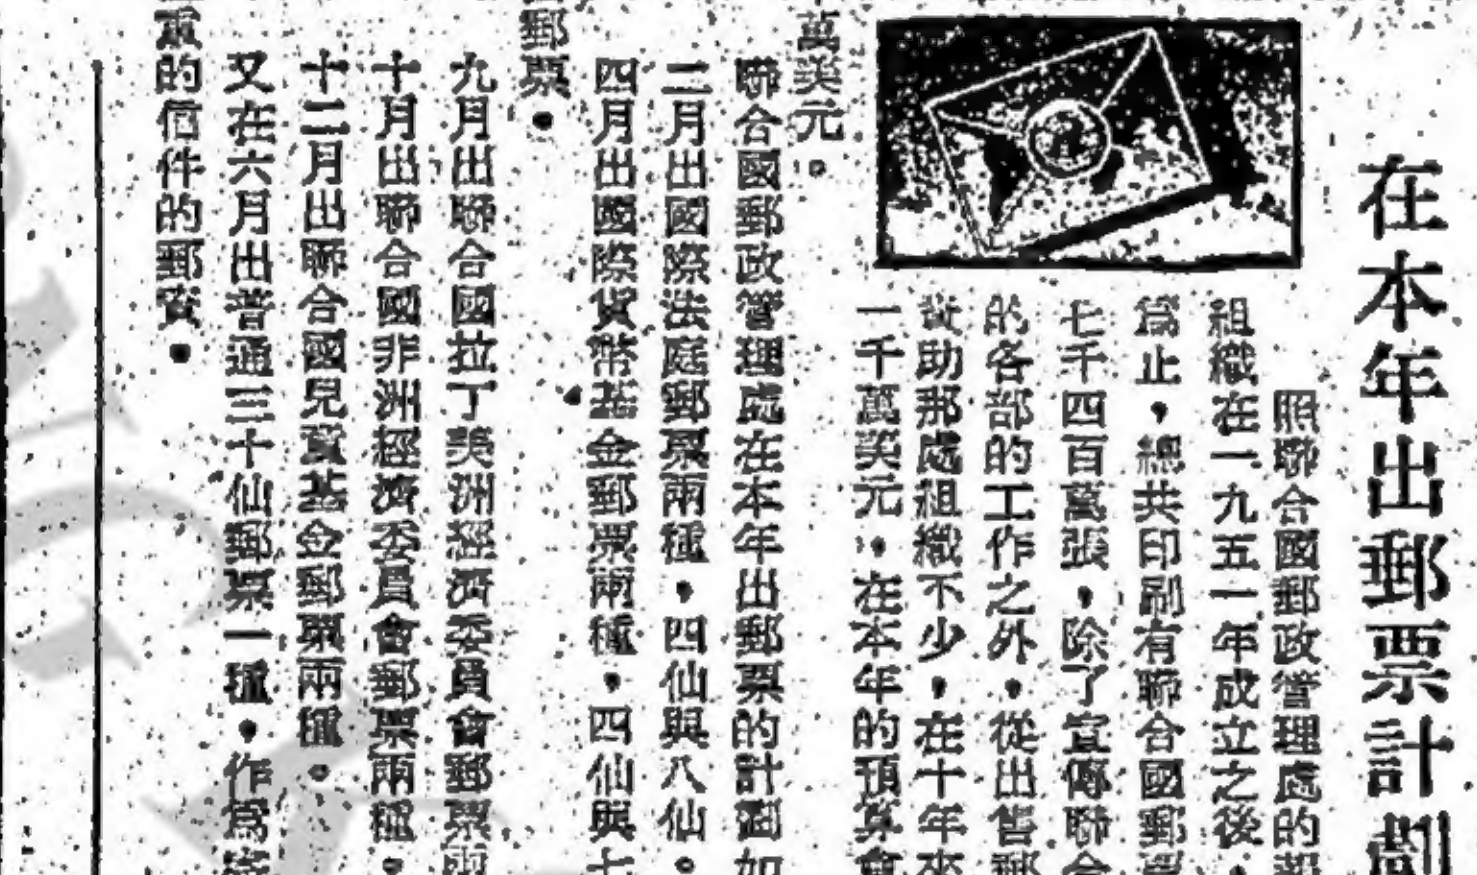 在本年出郵票計劃
照聯合國郵政管理處的報
組織在一九五一年成立之後，
爲止，總共印刷有聯合國郵票
七千四百萬張，除了宣傳聯合
的各部的工作之外，從出售郵
資助那處組織不少，在十年來
一千萬美元，在本年的預算會
萬美元。
聯合國郵政管理處在本年出郵票的計劃如
二月出國際法庭郵票兩種，四仙與八仙。
四月出國際貨幣基金郵票兩種，四仙與七
郵票。
九月出聯合國拉丁美洲經濟委員會郵票兩
十月出聯合國非洲經濟委員會郵票兩種。
十二月出聯合國兒童基金郵票兩種。
又在六月出普通三十仙郵票一種，作爲寄
重的信件的郵資。